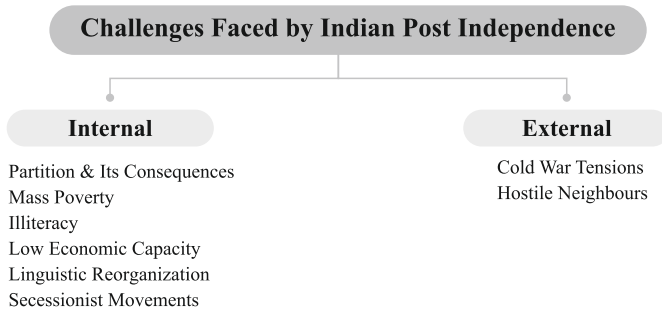 Challenges Faced by Indian Post Independence
Internal
Partition & Its Consequences
Mass Poverty
Illiteracy
Low Economic Capacity
Linguistic Reorganization
Secessionist Movements
External
Cold War Tensions
Hostile Neighbours